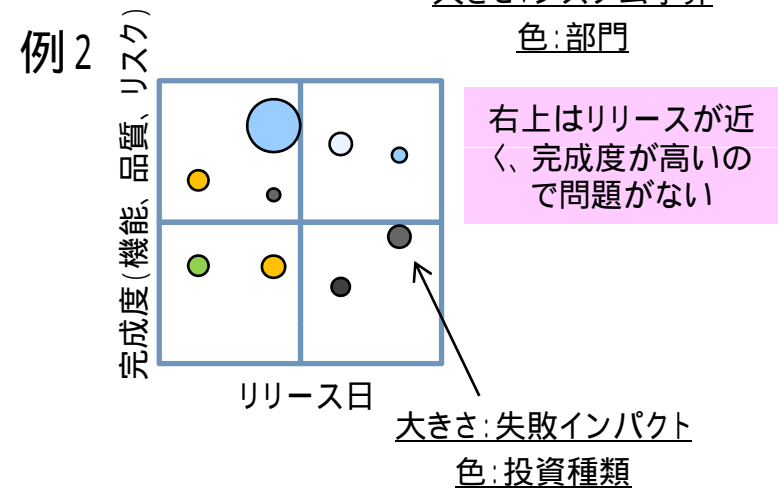 色:部門
例2
完成度(機能、品質、リスク)
右上はリリースが近
く、完成度が高いの
で問題がない
リリース日
大きさ:失敗インパクト
色:投資種類